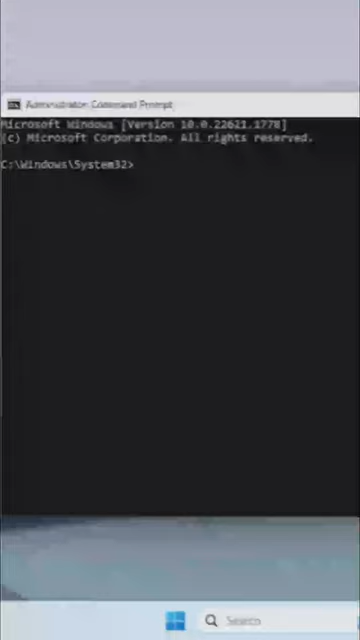 Administrator: Command Prompt
Microsoft Windows [Version 10.0.22621.1778]
(c) Microsoft Corporation. All rights reserved.
C:\Windows\System32>
Search